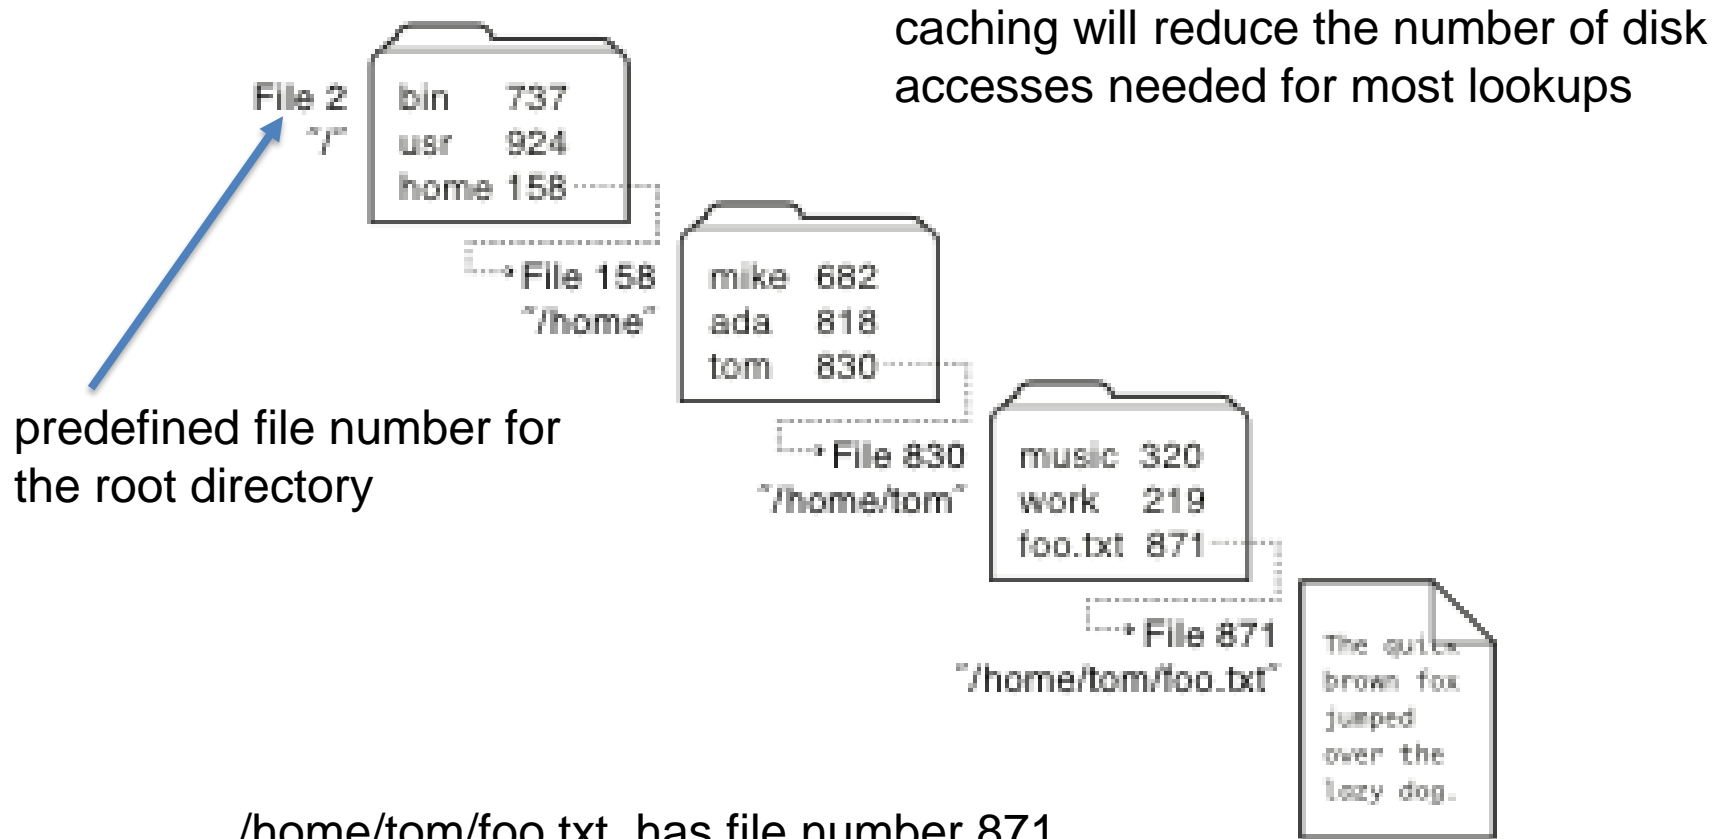 caching will reduce the number of disk
accesses needed for most lookups
File 2
"/"
bin 737
usr 924
home 158
File 158
"/home"
mike 682
ada 818
tom 830
predefined file number for
the root directory
File 830
"/home/tom"
music 320
work 219
foo.txt 871
File 871
"/home/tom/foo.txt"
The quick
brown fox
jumped
over the
lazy dog.
/home/tom/foo.txt has file number 871